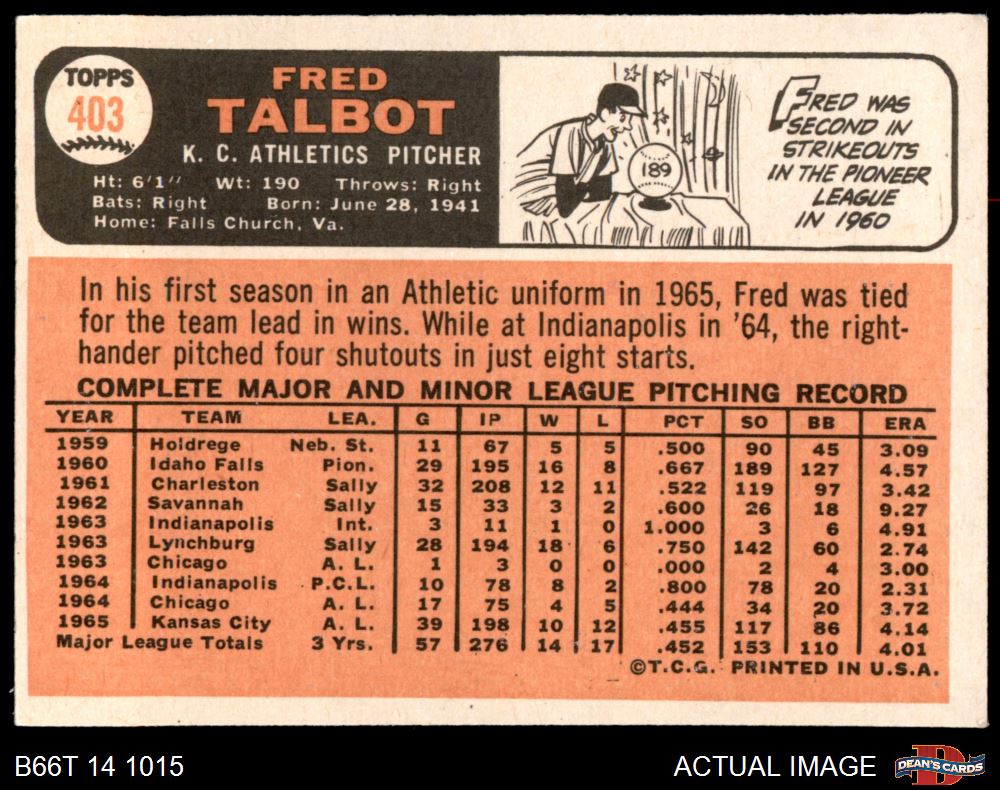 TOPPS
403
FRED
TALBOT
K. C. ATHLETICS PITCHER
Ht: 6'1" Wt: 190 Throws: Right
Bats: Right Born: June 28, 1941
Home: Falls Church, Va.
189
FRED WAS
SECOND IN
STRIKEOUTS
IN THE PIONEER
LEAGUE
IN 1960
In his first season in an Athletic uniform in 1965, Fred was tied
for the team lead in wins. While at Indianapolis in '64, the right-
hander pitched four shutouts in just eight starts.
COMPLETE MAJOR AND MINOR LEAGUE PITCHING RECORD
YEAR TEAM LEA. G IP W L PCT SO BB ERA
1959 Holdrege Neb. St. 11 67 5 5 .500 90 45 3.09
1960 Idaho Falls Pion. 29 195 16 8 .667 189 127 4.57
1961 Charleston Sally 32 208 12 11 .522 119 97 3.42
1962 Savannah Sally 15 33 3 2 .600 26 18 9.27
1963 Indianapolis Int. 3 11 1 0 1.000 3 6 4.91
1963 Lynchburg Sally 28 194 18 6 .750 142 60 2.74
1963 Chicago A. L. 1 3 0 0 .000 2 4 3.00
1964 Indianapolis P.C.L. 10 78 8 2 .800 78 20 2.31
1964 Chicago A. L. 17 75 4 5 .444 34 20 3.72
1965 Kansas City A. L. 39 198 10 12 .455 117 86 4.14
Major League Totals 3 Yrs. 57 276 14 17 .452 153 110 4.01
©T.C.G. PRINTED IN U.S.A.
B66T 14 1015
ACTUAL IMAGE
DEAN'S CARDS